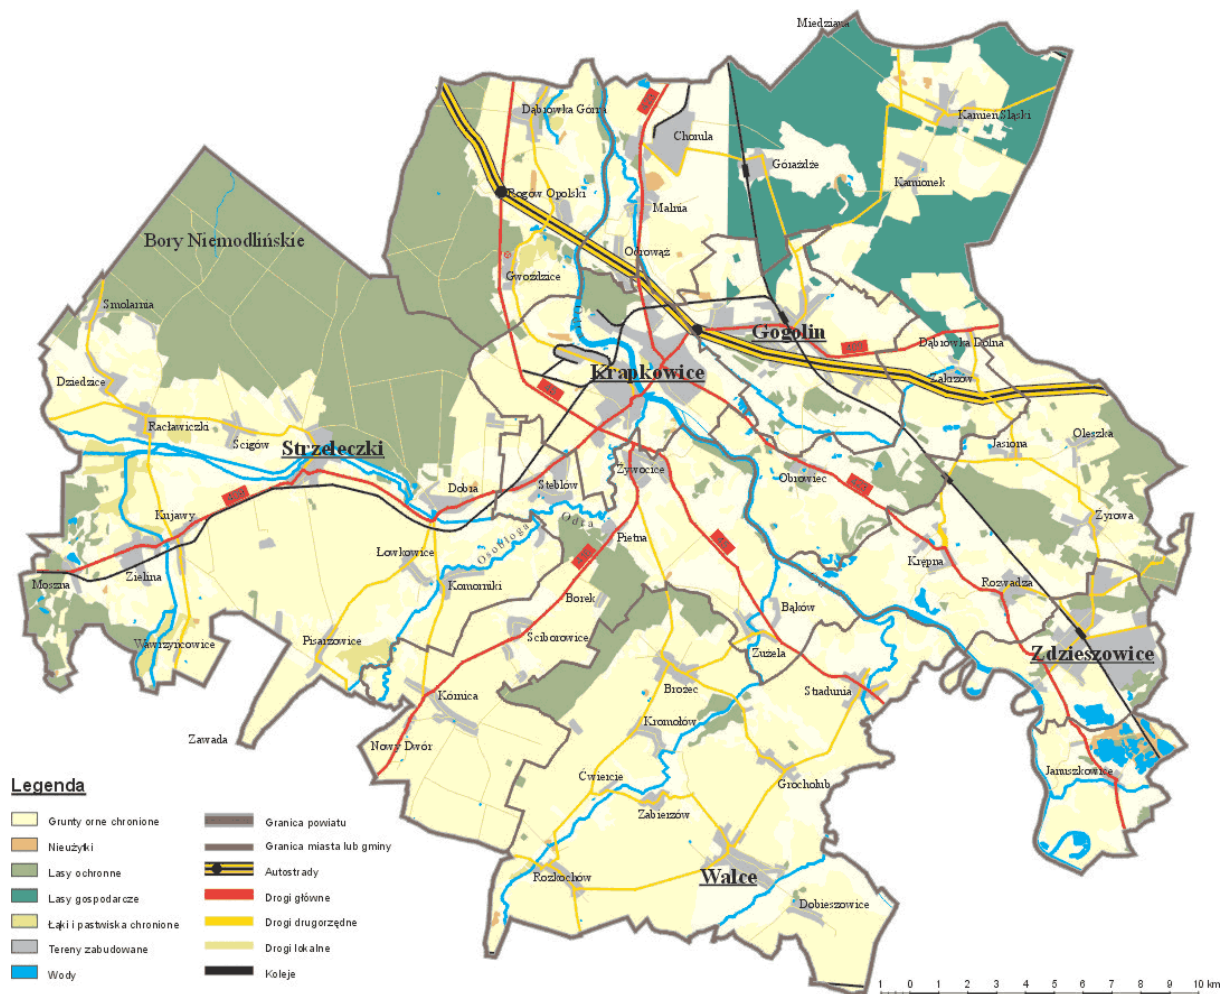 Miedziana
Kamień Śląski
Dąbrówka Górna
Chorula
Górażdże
Kamionek
Rogów Opolski
Malnia
Bory Niemodlińskie
Odrowąż
Gwoździce
Smolarnia
Gogolin
Dąbrówka Dolna
Krapkowice
Zakrzów
Dziedzice
Racławiczki
Ścigów
Strzeleczki
Jasiona
Oleszka
Żywocice
Obrowiec
Dobra
Steblów
Kujawy
Odra
Żyrowa
Osobłoga
Pietna
Łowkowice
Krępna
Moszna
Zielina
Komorniki
Rozwadza
Borek
Bąków
Wawrzyńcowice
Pisarzowice
Ściborowice
Zużela
Zdzieszowice
Brożec
Stradunia
Kórnica
Kromołów
Zawada
Nowy Dwór
Januszkowice
Ćwiercie
Grocholub
Zabierzów
Rozkochów
Walce
Dobieszowice
Legenda
Grunty orne chronione
Nieużytki
Lasy ochronne
Lasy gospodarcze
Łąki i pastwiska chronione
Tereny zabudowane
Wody
Granica powiatu
Granica miasta lub gminy
Autostrady
Drogi główne
Drogi drugorzędne
Drogi lokalne
Koleje
1 0 1 2 3 4 5 6 7 8 9 10 km